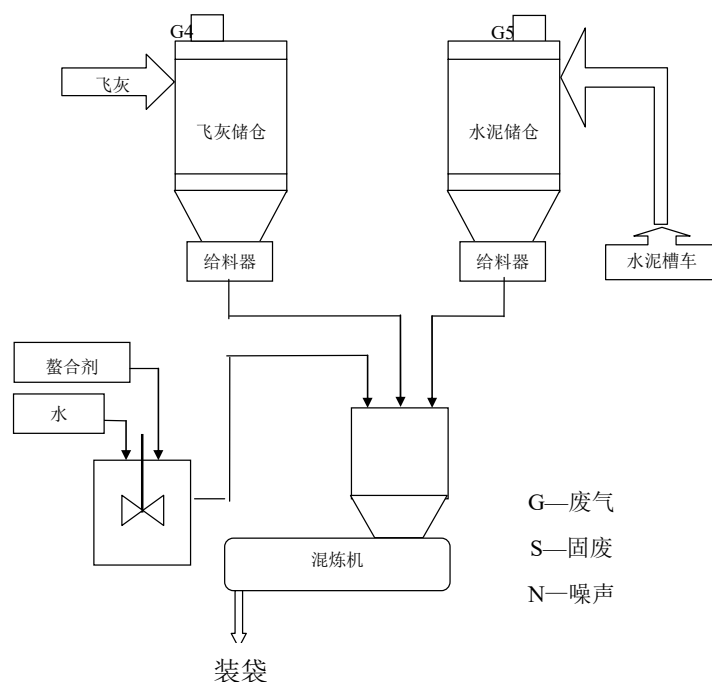 G4
G5
飞灰
飞灰储仓
水泥储仓
给料器
给料器
水泥槽车
螯合剂
水
G—废气
S—固废
N—噪声
混炼机
装袋